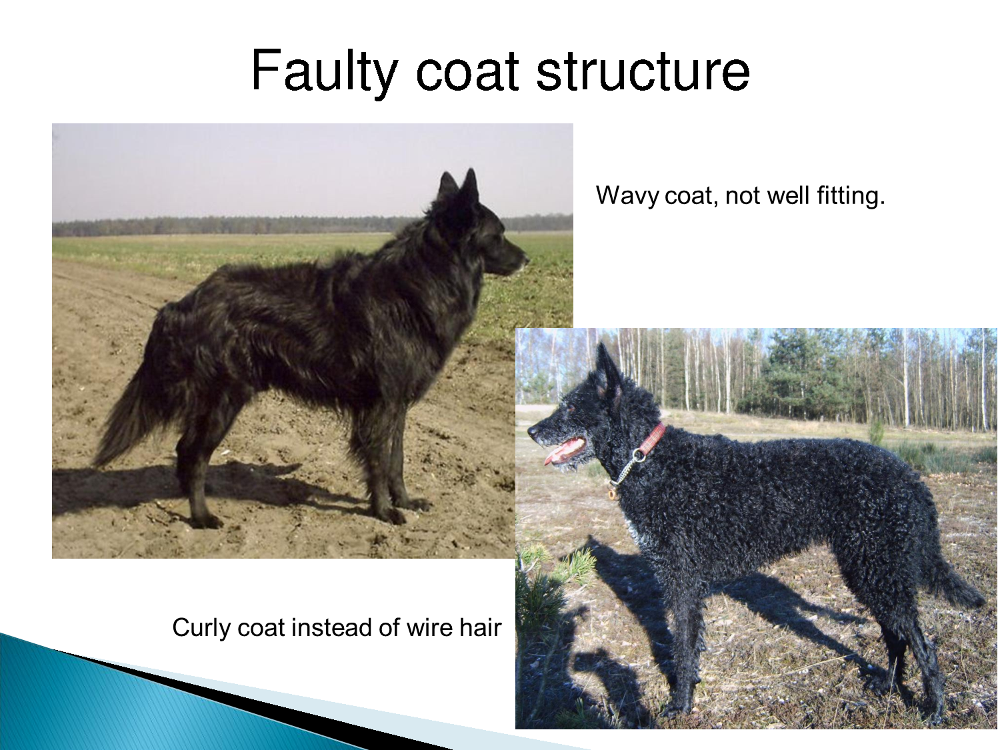 Faulty coat structure
Wavy coat, not well fitting.
Curly coat instead of wire hair